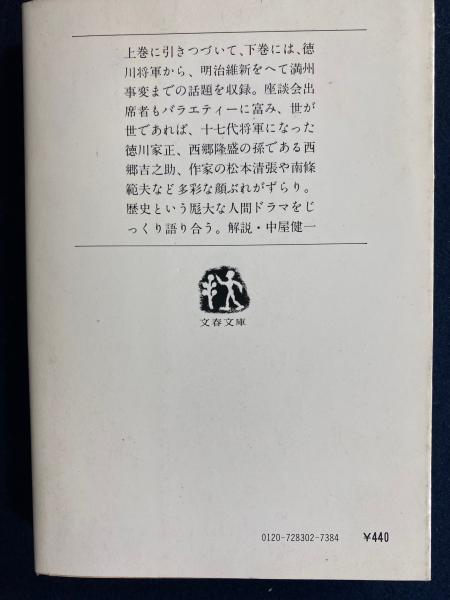 上巻に引きつづいて、下巻には、徳
川将軍から、明治維新をへて満州
事変までの話題を収録。座談会出
席者もバラエティーに富み、世が
世であれば、十七代将軍になった
徳川家正、西郷隆盛の孫である西
郷吉之助、作家の松本清張や南條
範夫など多彩な顔ぶれがずらり。
歴史という厖大な人間ドラマをじ
っくり語り合う。解説・中屋健一
文春文庫
0120-728302-7384 ￥440